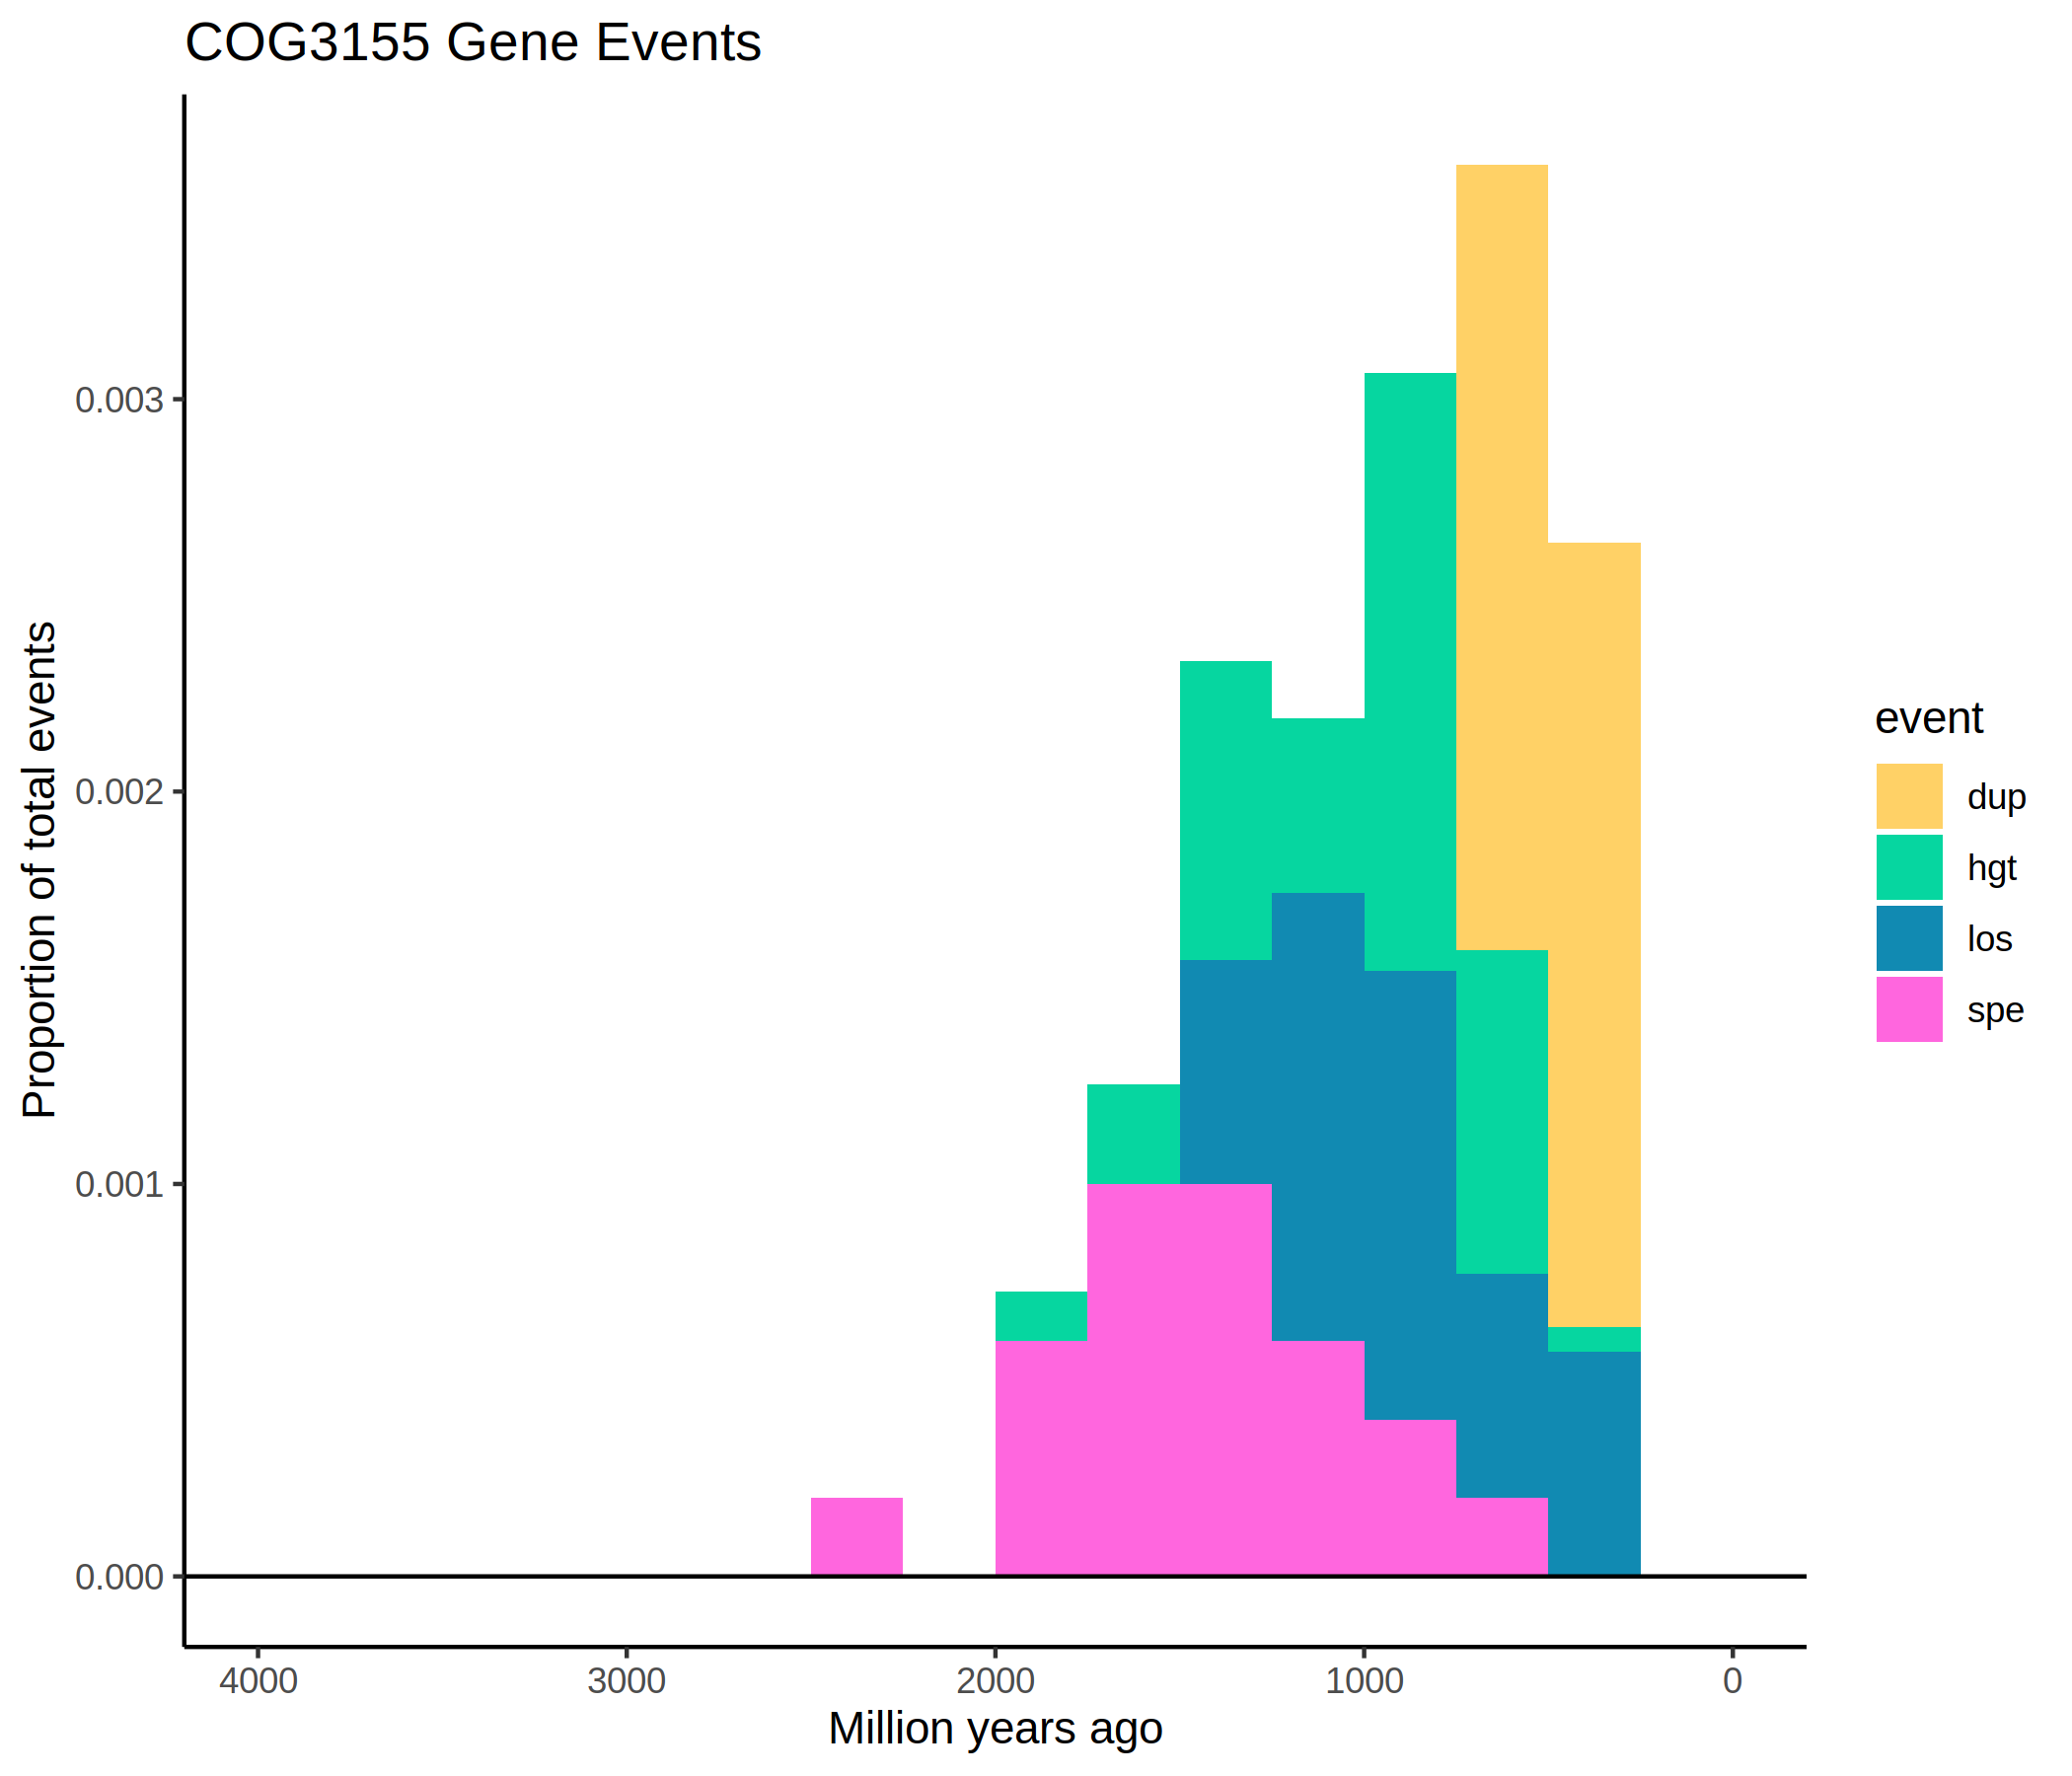 COG3155 Gene Events
Proportion of total events
0.003
0.002
0.001
0.000
4000 3000 2000 1000 0
Million years ago
event
dup
hgt
los
spe